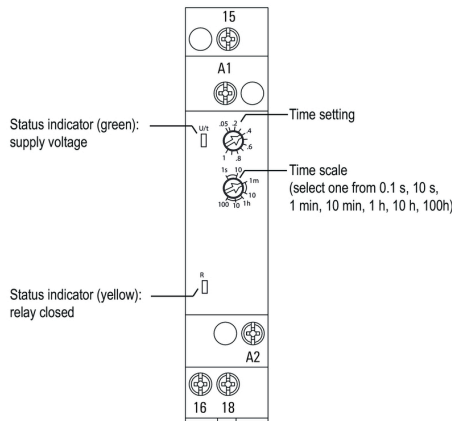 15
A1
Status indicator (green):
supply voltage
U/t
.05 .2 .4 .6 .8 1
Time setting
1s 10 1m 10 1h 10 100
Time scale
(select one from 0.1 s, 10 s,
1 min, 10 min, 1 h, 10 h, 100h)
R
Status indicator (yellow):
relay closed
A2
16 18